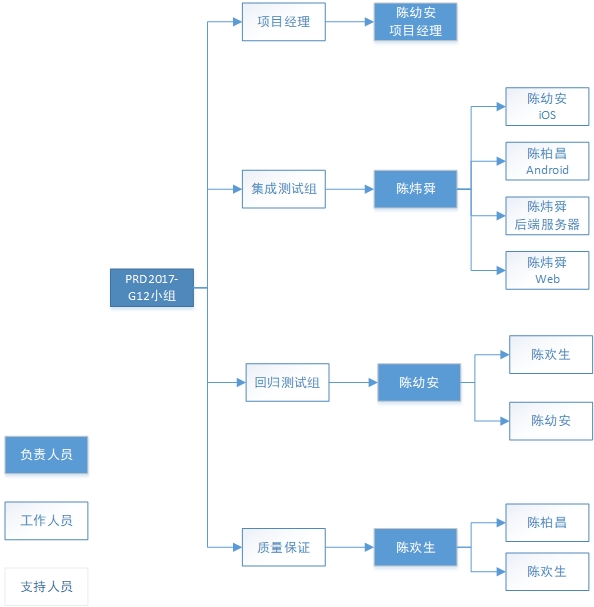 项目经理
陈幼安
项目经理
集成测试组
陈炜舜
陈幼安
iOS
陈柏昌
Android
陈炜舜
后端服务器
陈炜舜
Web
PRD2017-
G12小组
回归测试组
陈幼安
陈欢生
陈幼安
质量保证
陈欢生
陈柏昌
陈欢生
负责人员
工作人员
支持人员